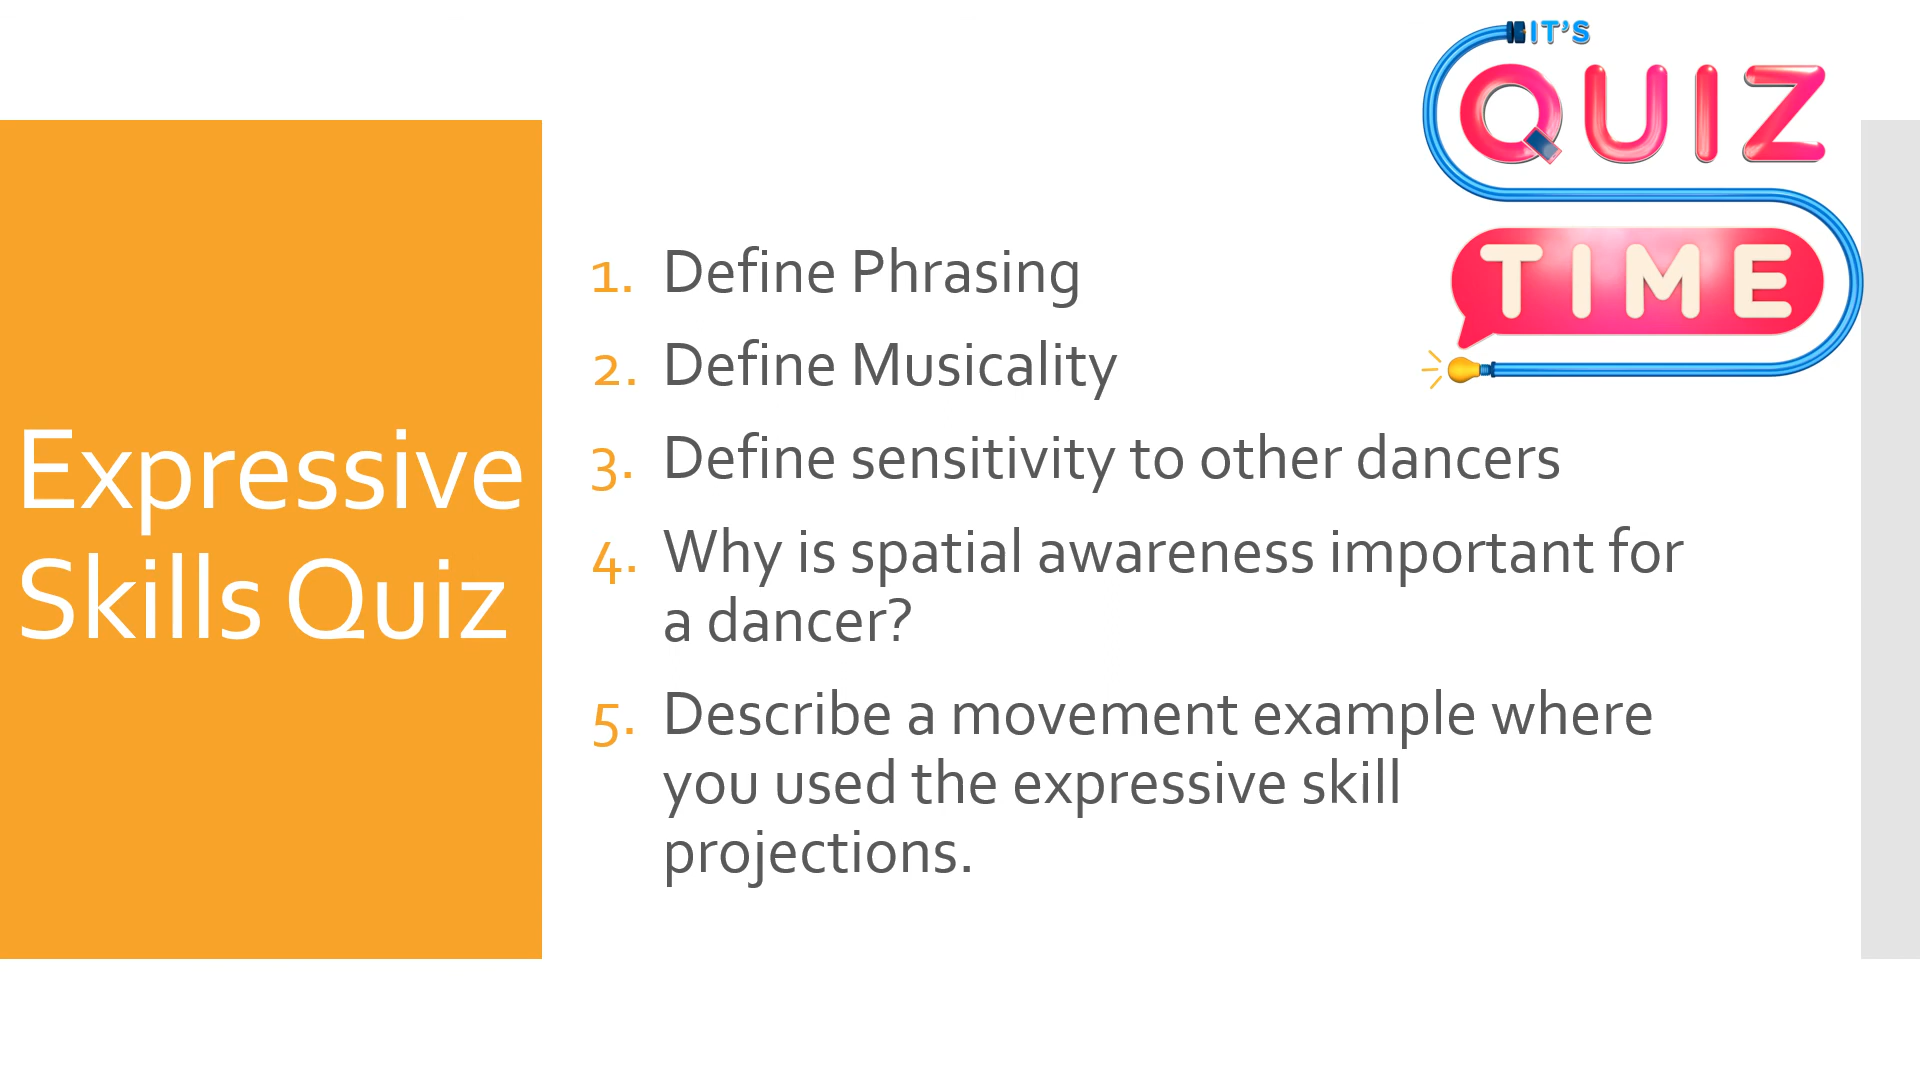 IT'S
QUIZ
TIME
Expressive
Skills Quiz
1. Define Phrasing
2. Define Musicality
3. Define sensitivity to other dancers
4. Why is spatial awareness important for
a dancer?
5. Describe a movement example where
you used the expressive skill
projections.